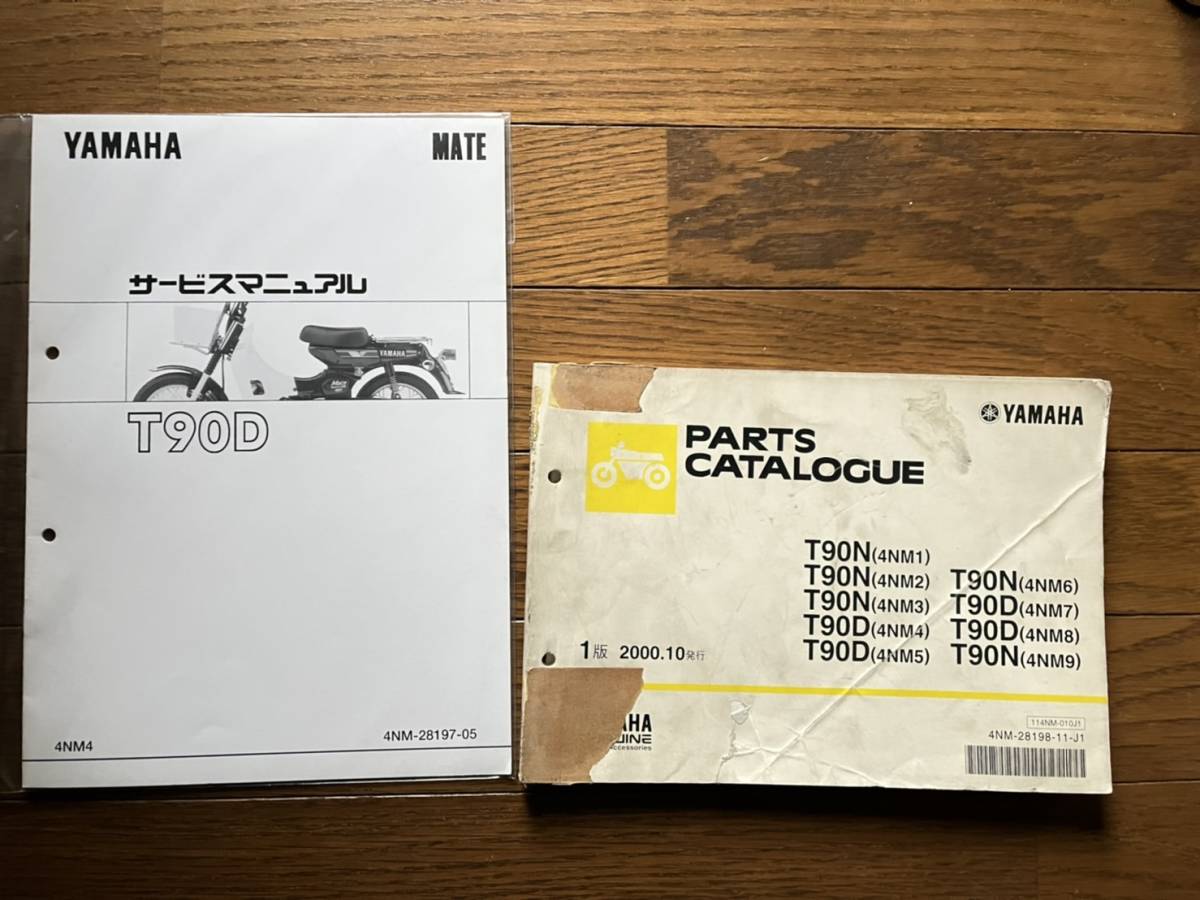 YAMAHA MATE
サービスマニュアル
YAMAHA
Mate
T90D
4NM4
4NM-28197-05
YAMAHA
PARTS
CATALOGUE
T90N(4NM1)
T90N(4NM2)
T90N(4NM3)
T90D(4NM4)
T90D(4NM5)
T90N(4NM6)
T90D(4NM7)
T90D(4NM8)
T90N(4NM9)
1版 2000.10発行
114NM-010J1
4NM-28198-11-J1